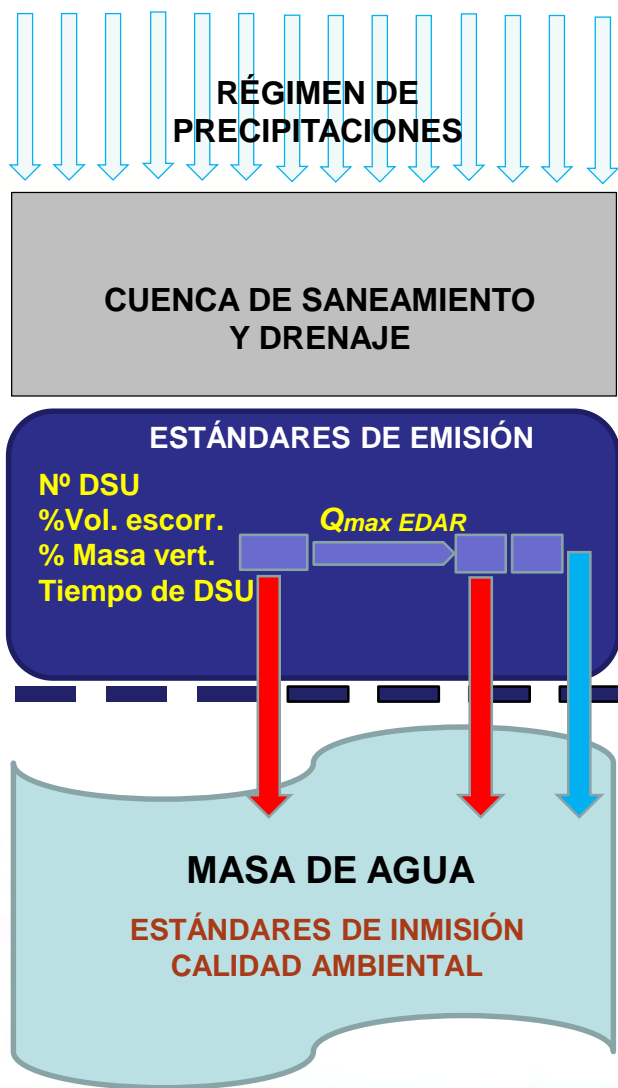 RÉGIMEN DE
PRECIPITACIONES
CUENCA DE SANEAMIENTO
Y DRENAJE
ESTÁNDARES DE EMISIÓN
Nº DSU
%Vol. escorr.
% Masa vert.
Tiempo de DSU
Qmax EDAR
MASA DE AGUA
ESTÁNDARES DE INMISIÓN
CALIDAD AMBIENTAL